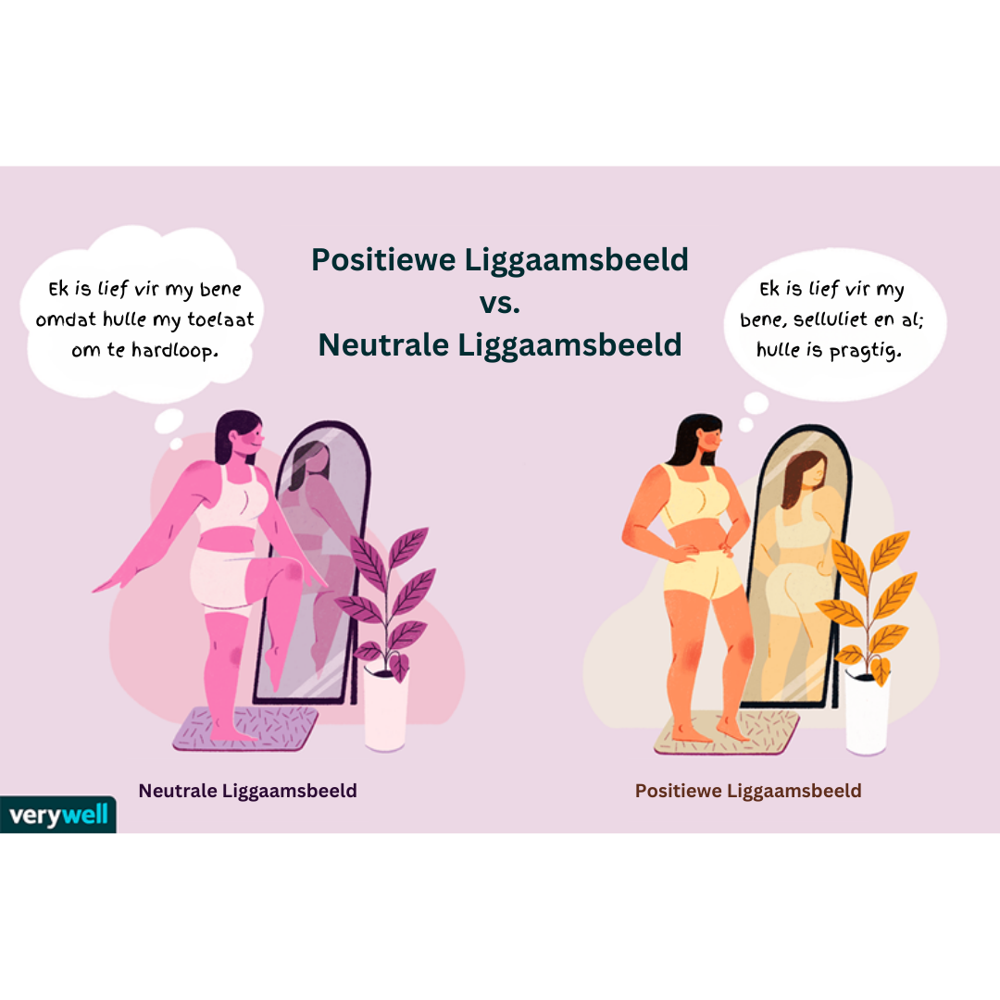 Positiewe Liggaamsbeeld
vs.
Neutrale Liggaamsbeeld
Ek is lief vir my bene
omdat hulle my toelaat
om te hardloop.
Ek is lief vir my
bene, selluliet en al;
hulle is pragtig.
Neutrale Liggaamsbeeld
Positiewe Liggaamsbeeld
verywell